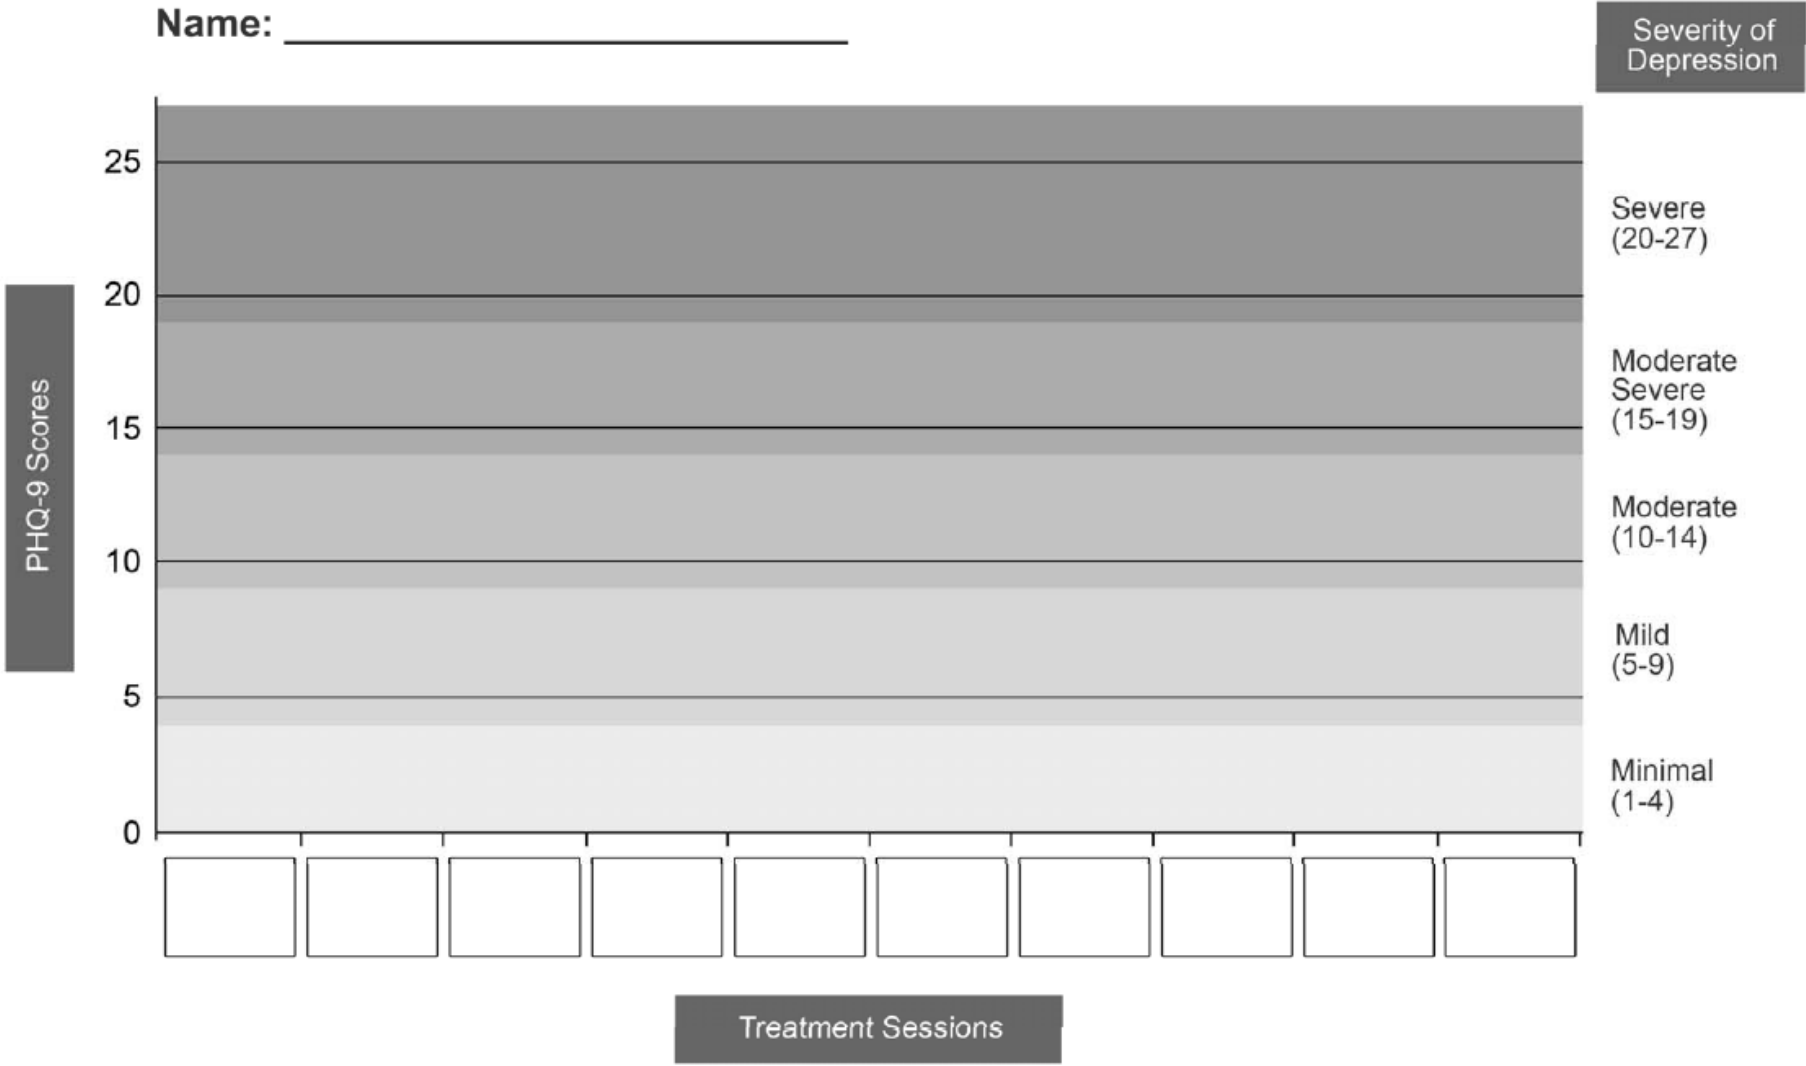 Name:
Severity of
Depression
25
20
15
10
5
0
PHQ-9 Scores
Severe
(20-27)
Moderate
Severe
(15-19)
Moderate
(10-14)
Mild
(5-9)
Minimal
(1-4)
Treatment Sessions